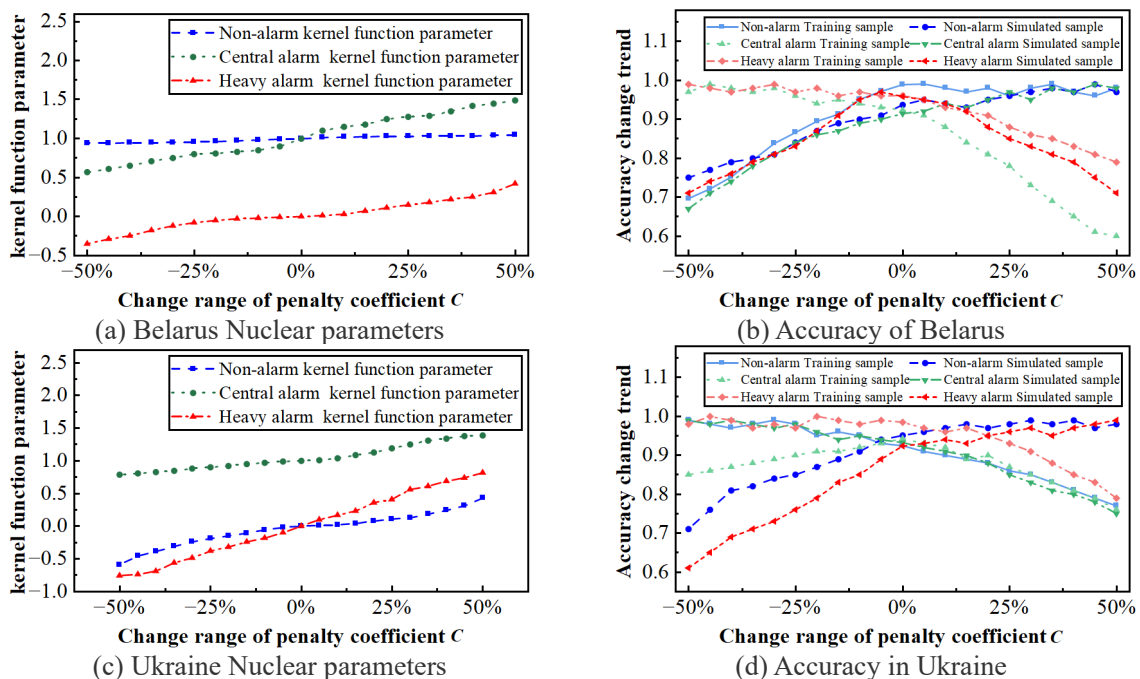 2.5
2.0
1.5
1.0
0.5
0.0
−0.5
kernel function parameter
Non-alarm kernel function parameter
Central alarm kernel function parameter
Heavy alarm kernel function parameter
−50%
−25%
0%
25%
50%
Change range of penalty coefficient C
(a) Belarus Nuclear parameters
1.1
1.0
0.9
0.8
0.7
0.6
Accuracy change trend
Non-alarm Training sample
Non-alarm Simulated sample
Central alarm Training sample
Central alarm Simulated sample
Heavy alarm Training sample
Heavy alarm Simulated sample
−50%
−25%
0%
25%
50%
Change range of penalty coefficient C
(b) Accuracy of Belarus
2.5
2.0
1.5
1.0
0.5
0.0
−0.5
−1.0
kernel function parameter
Non-alarm kernel function parameter
Central alarm kernel function parameter
Heavy alarm kernel function parameter
−50%
−25%
0%
25%
50%
Change range of penalty coefficient C
(c) Ukraine Nuclear parameters
1.1
1.0
0.9
0.8
0.7
0.6
Accuracy change trend
Non-alarm Training sample
Non-alarm Simulated sample
Central alarm Training sample
Central alarm Simulated sample
Heavy alarm Training sample
Heavy alarm Simulated sample
−50%
−25%
0%
25%
50%
Change range of penalty coefficient C
(d) Accuracy in Ukraine